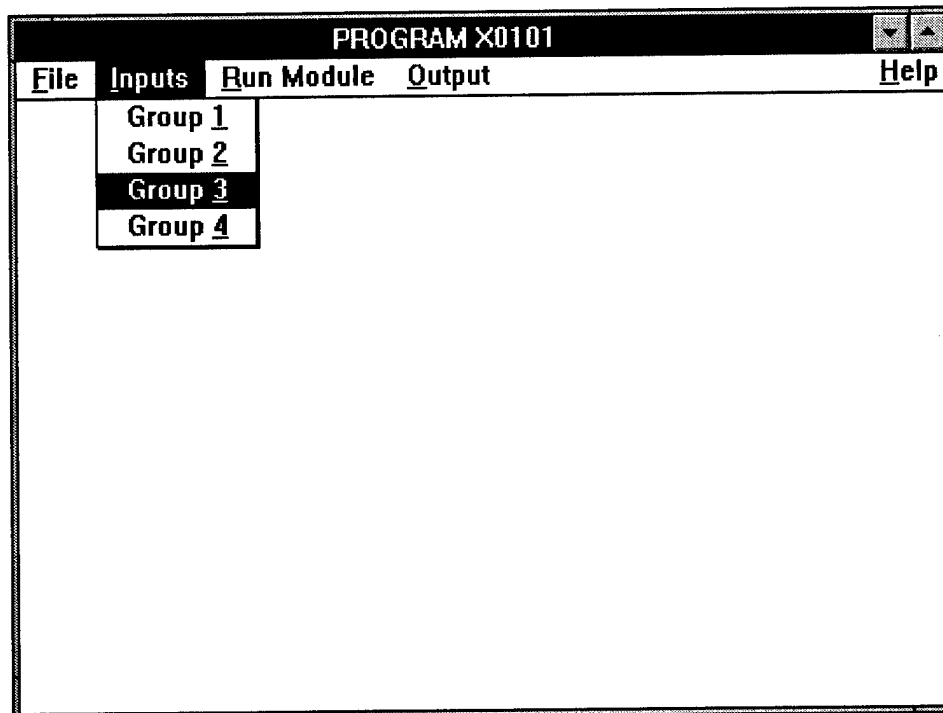 PROGRAM X0101
File Inputs Run Module Output Help
Group 1
Group 2
Group 3
Group 4